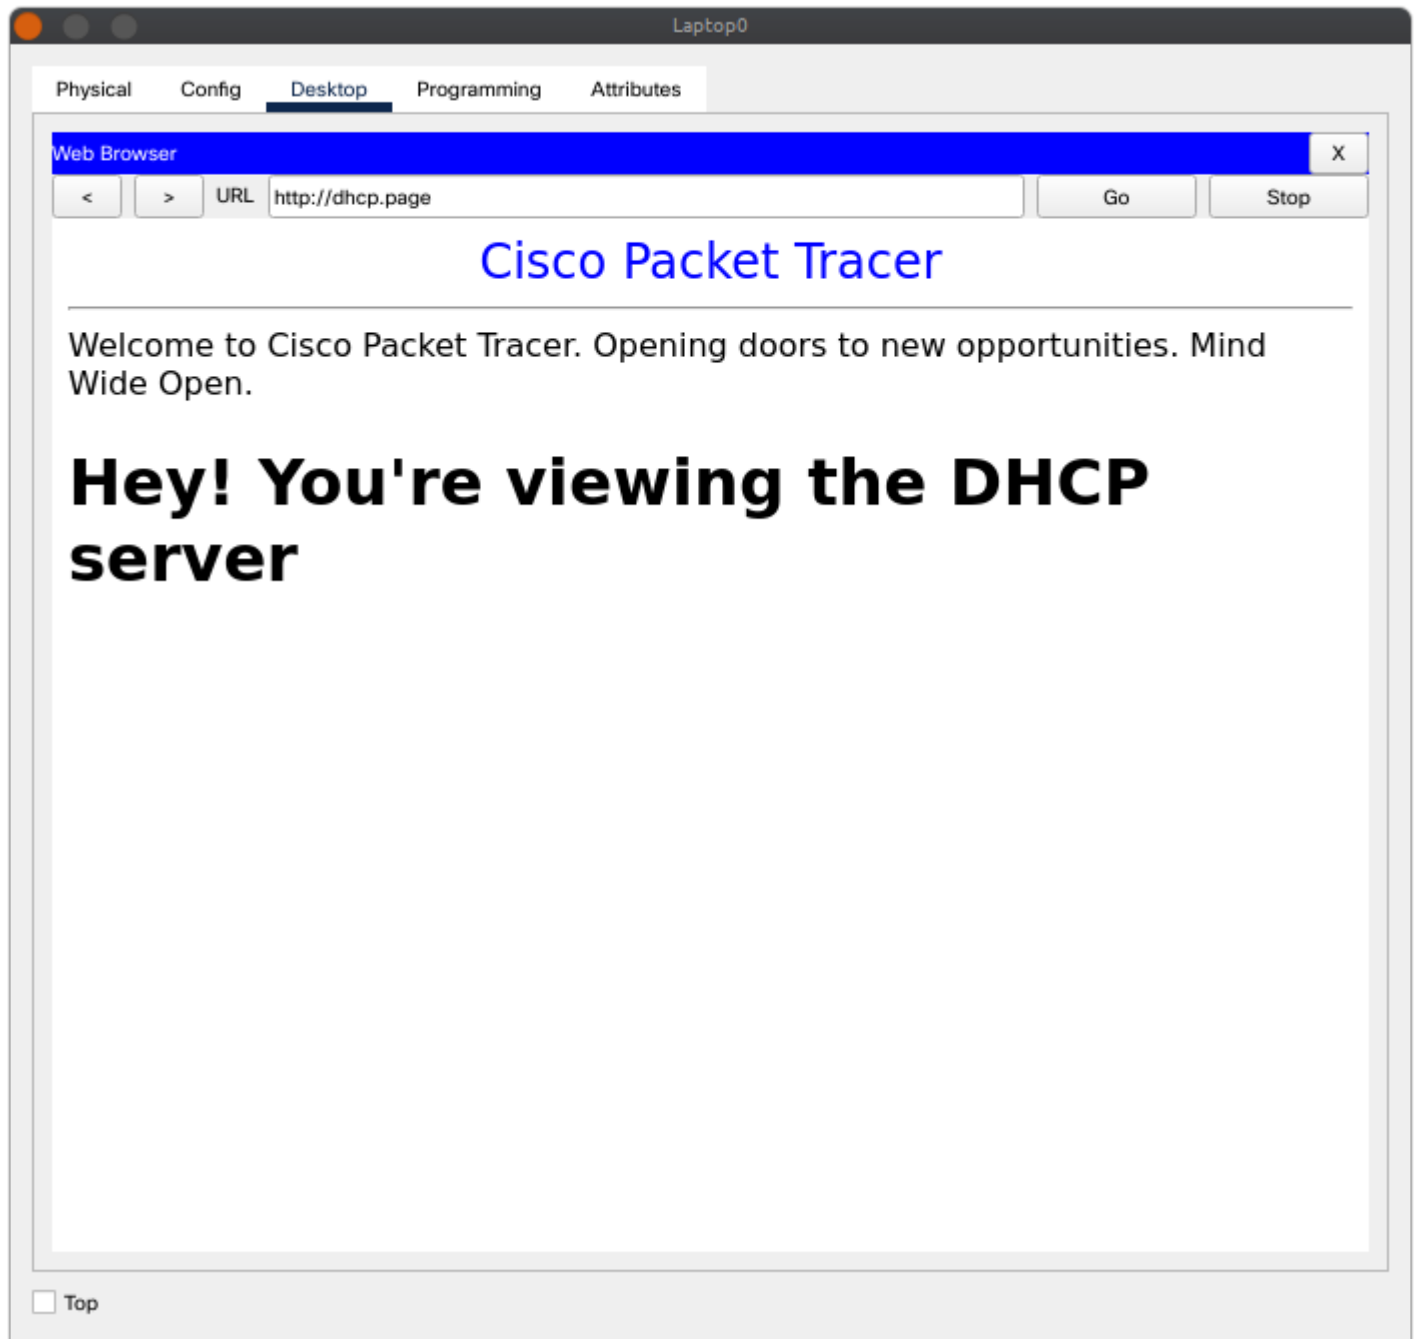 Laptop0
Physical Config Desktop Programming Attributes
Web Browser X
< > URL http://dhcp.page Go Stop
Cisco Packet Tracer
Welcome to Cisco Packet Tracer. Opening doors to new opportunities. Mind
Wide Open.
Hey! You're viewing the DHCP
server
Top